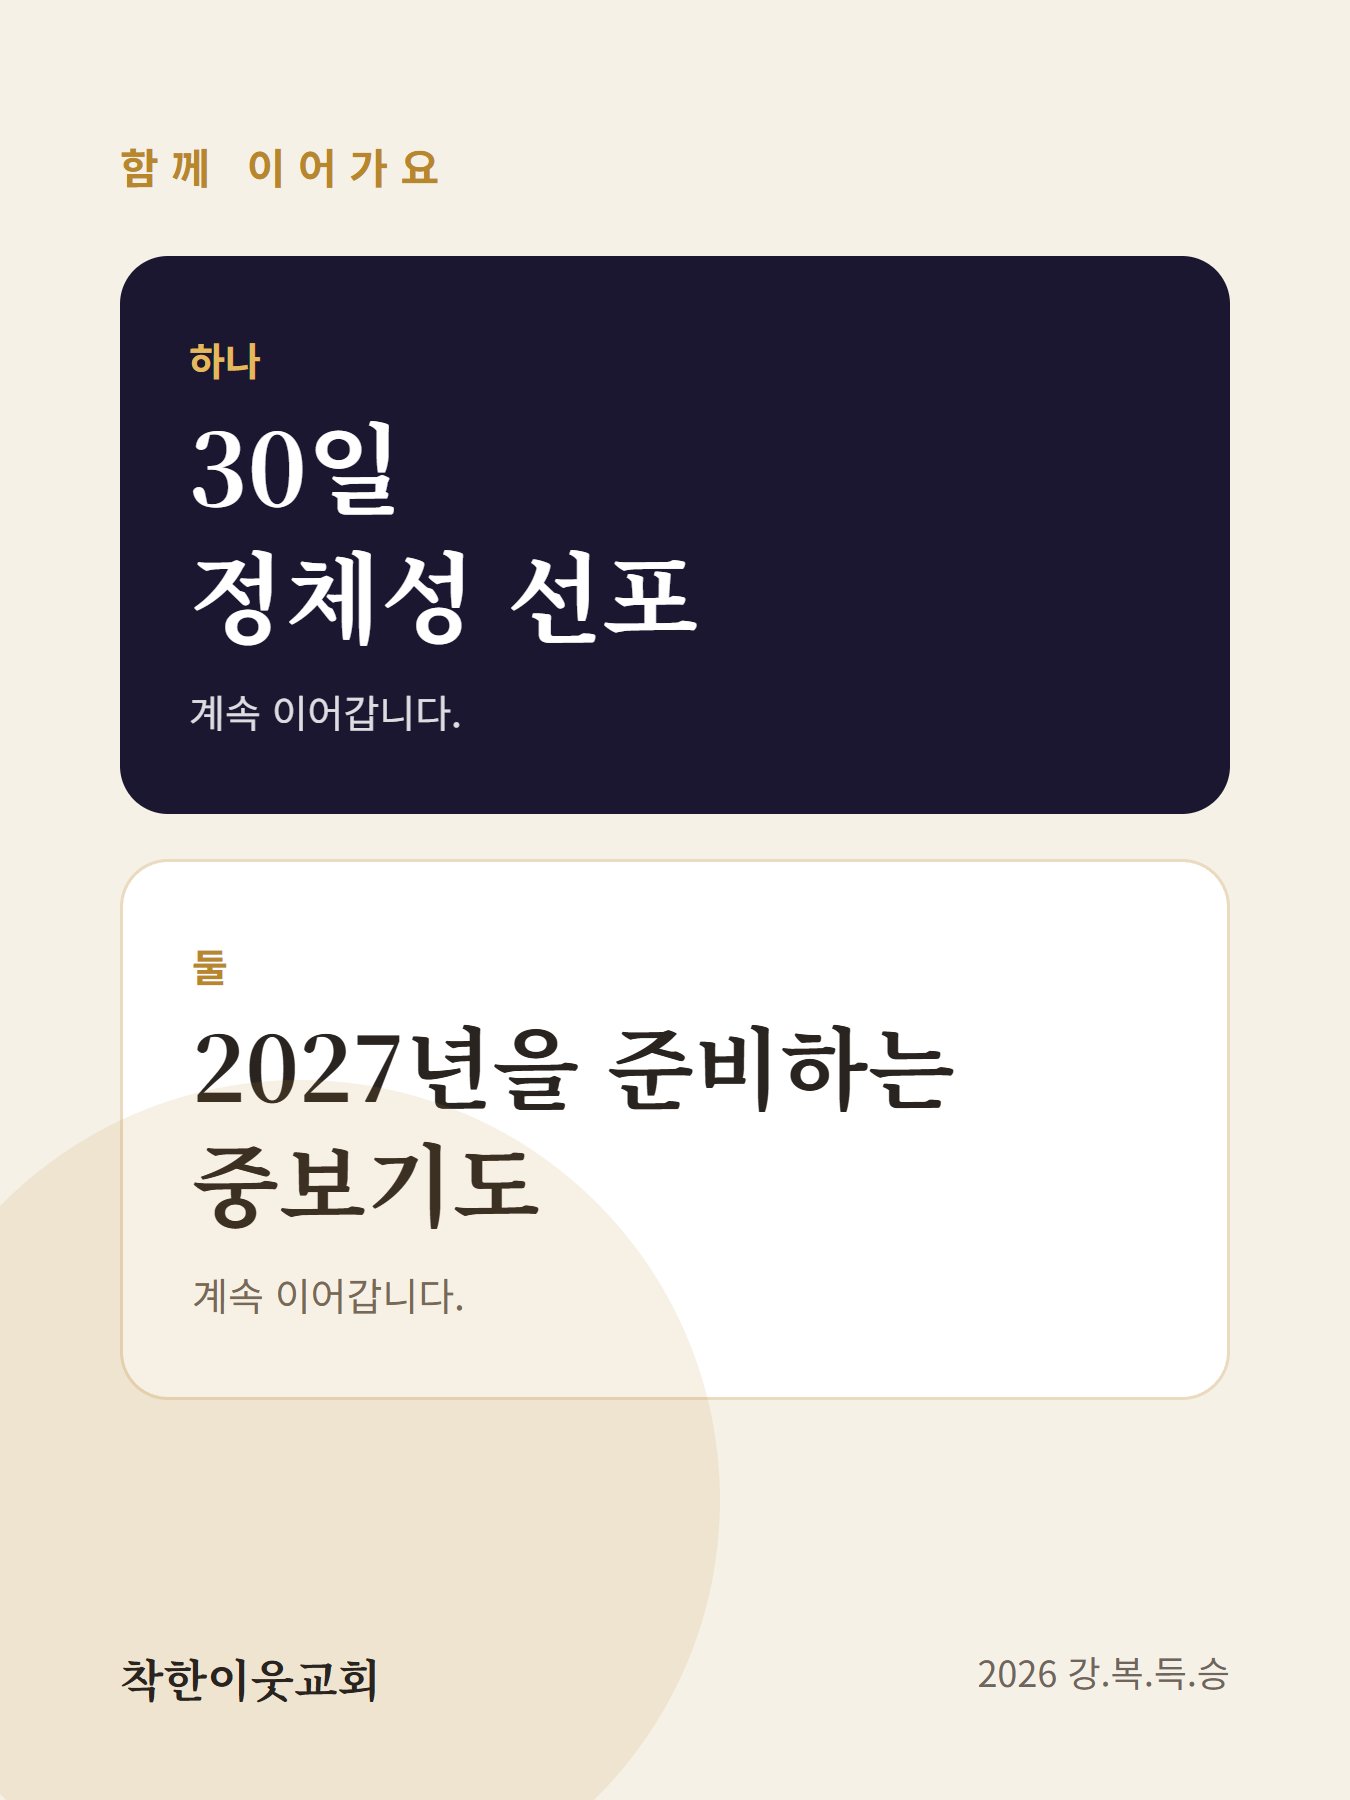 함께 이어가요
하나
30일
정체성 선포
계속 이어갑니다.
둘
2027년을 준비하는
중보기도
계속 이어갑니다.
착한이웃교회
2026 강.복.득.승